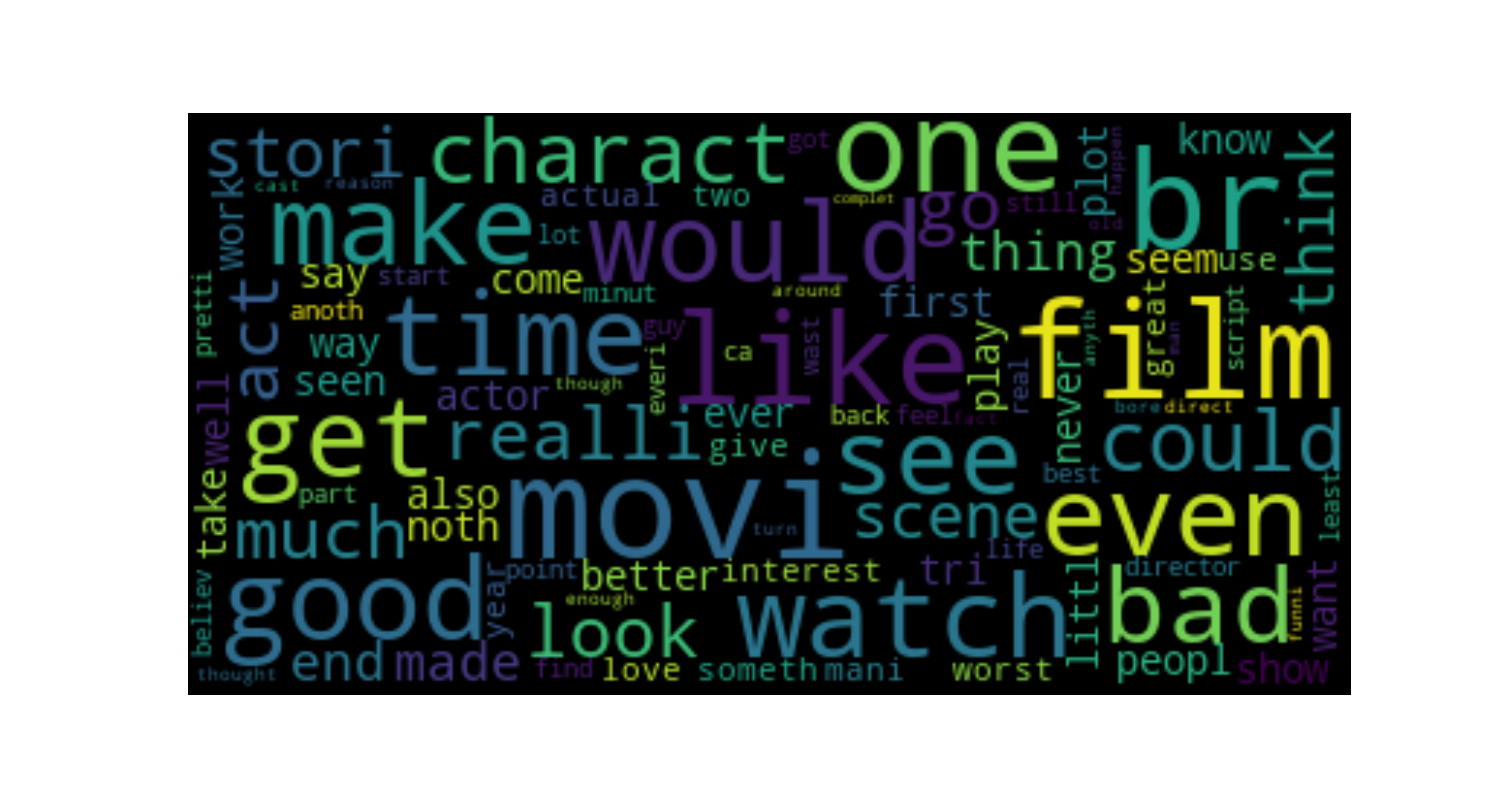 stori
charact
got
one
plot
happen
know
think
cast
reason
work
make
actual
two
complet
would
go
still
old
br
lot
thing
seem
use
say
start
come
minut
around
first
great
script
pretti
act
anoth
time
guy
like
film
way
everi
ca
wast
play
real
never
anyth
man
seen
actor
though
ever
back
feel
fact
bore
direct
well
get
realli
give
see
could
take
part
also
noth
much
movi
turn
scene
best
even
least
life
good
year
point
better
interest
tri
director
bad
believ
enough
look
watch
littl
funni
want
thought
end
made
find
love
someth
mani
worst
peopl
show